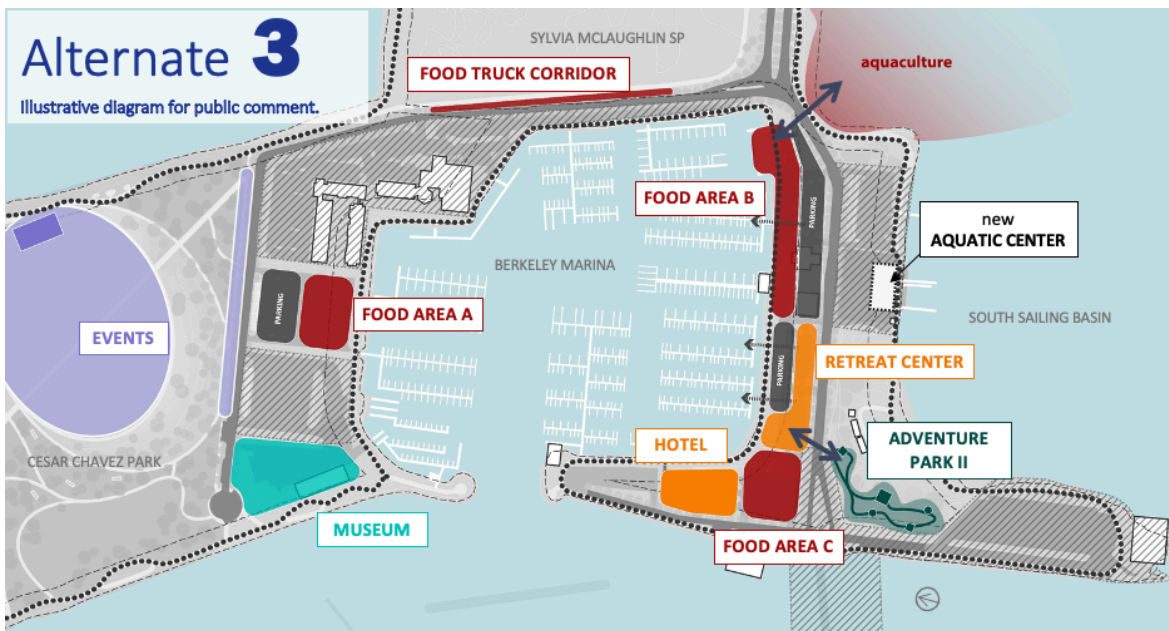 Alternate 3
Illustrative diagram for public comment.
SYLVIA MCLAUGHLIN SP
aquaculture
FOOD TRUCK CORRIDOR
FOOD AREA B
PARKING
new
AQUATIC CENTER
BERKELEY MARINA
PARKING
FOOD AREA A
SOUTH SAILING BASIN
EVENTS
PARKING
RETREAT CENTER
HOTEL
ADVENTURE
PARK II
CESAR CHAVEZ PARK
MUSEUM
FOOD AREA C